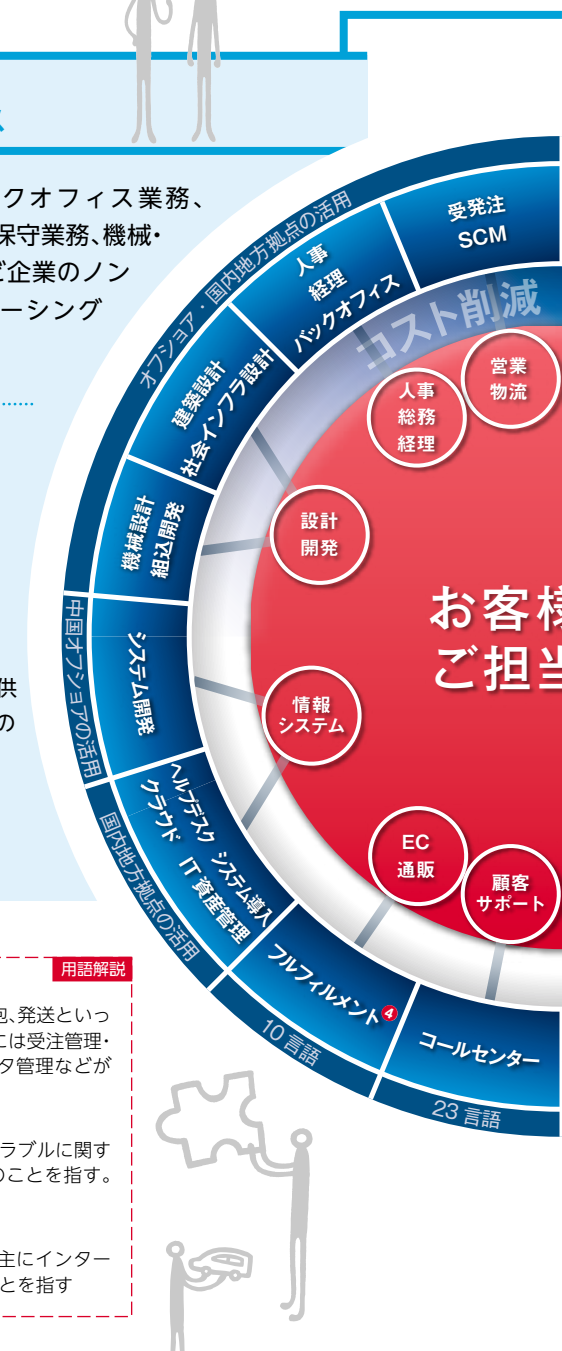 クオフィス業務、
保守業務、機械・
ど企業のノン
ーシング
供
の
オフショア・国内地方拠点の活用
受発注
SCM
人事
経理
バックオフィス
建築設計
社会インフラ設計
機械設計
組込開発
中国オフショアの活用
システム開発
国内地方拠点の活用
ヘルプデスク システム導入
クラウド IT 資産管理
フルフィルメント4
10 言語
コールセンター
23 言語
コスト削減
営業
物流
人事
総務
経理
設計
開発
情報
システム
EC
通販
顧客
サポート
お客様
ご担当
用語解説
包、発送といっ
には受注管理・
タ管理などが
ラブルに関す
のことを指す。
主にインター
とを指す